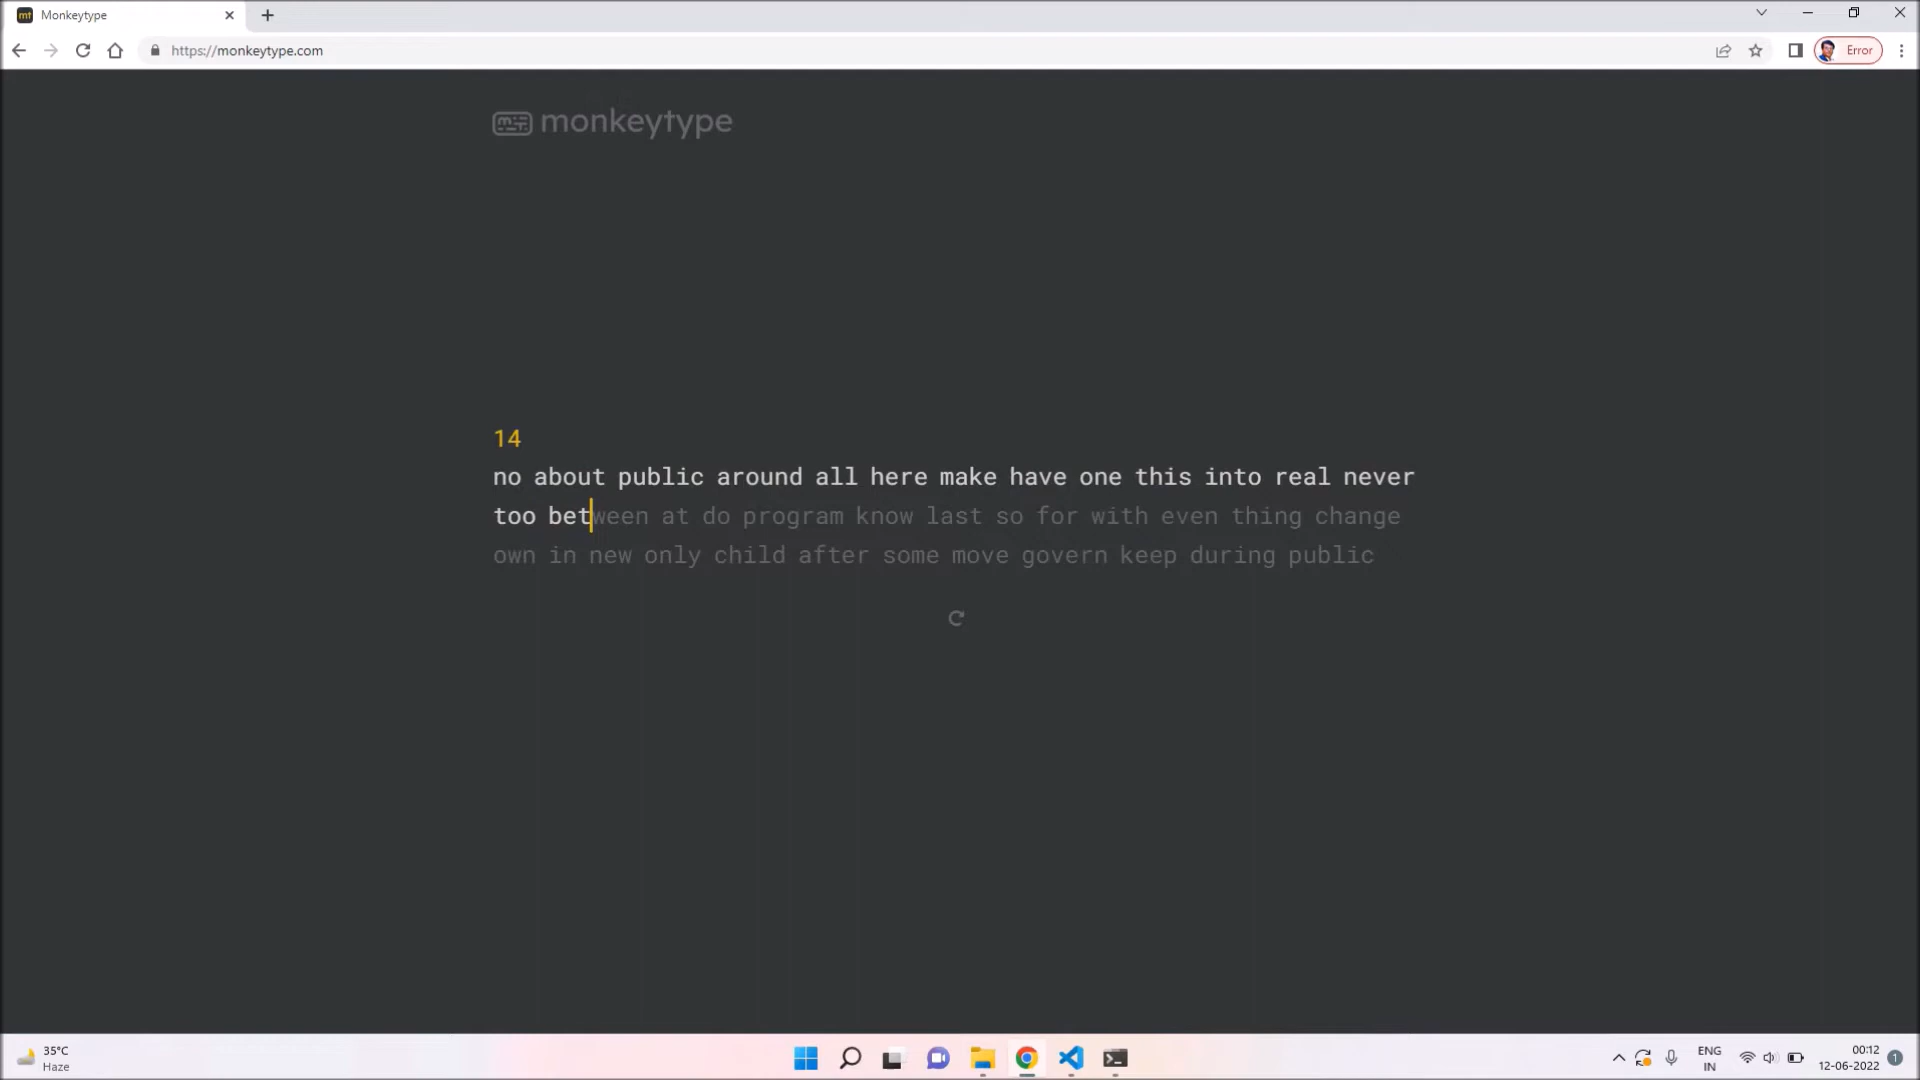 mt Monkeytype
https://monkeytype.com
Error
monkeytype
14
no about public around all here make have one this into real never
too between at do program know last so for with even thing change
own in new only child after some move govern keep during public
35°C
Haze
ENG
IN
00:12
12-06-2022
1